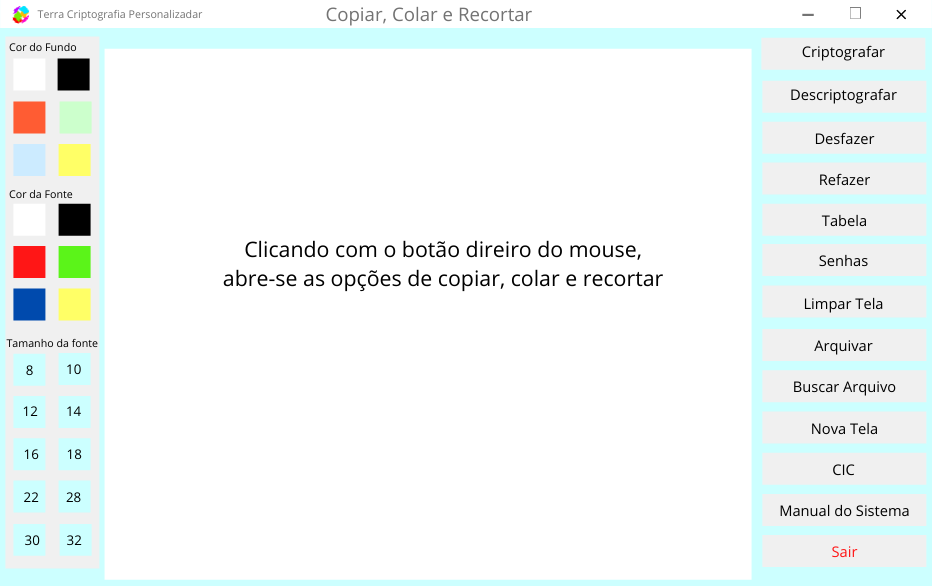 Terra Criptografia Personalizadar
Copiar, Colar e Recortar
Cor do Fundo
Cor da Fonte
Tamanho da fonte
8 10
12 14
16 18
22 28
30 32
Clicando com o botão direiro do mouse,
abre-se as opções de copiar, colar e recortar
Criptografar
Descriptografar
Desfazer
Refazer
Tabela
Senhas
Limpar Tela
Arquivar
Buscar Arquivo
Nova Tela
CIC
Manual do Sistema
Sair